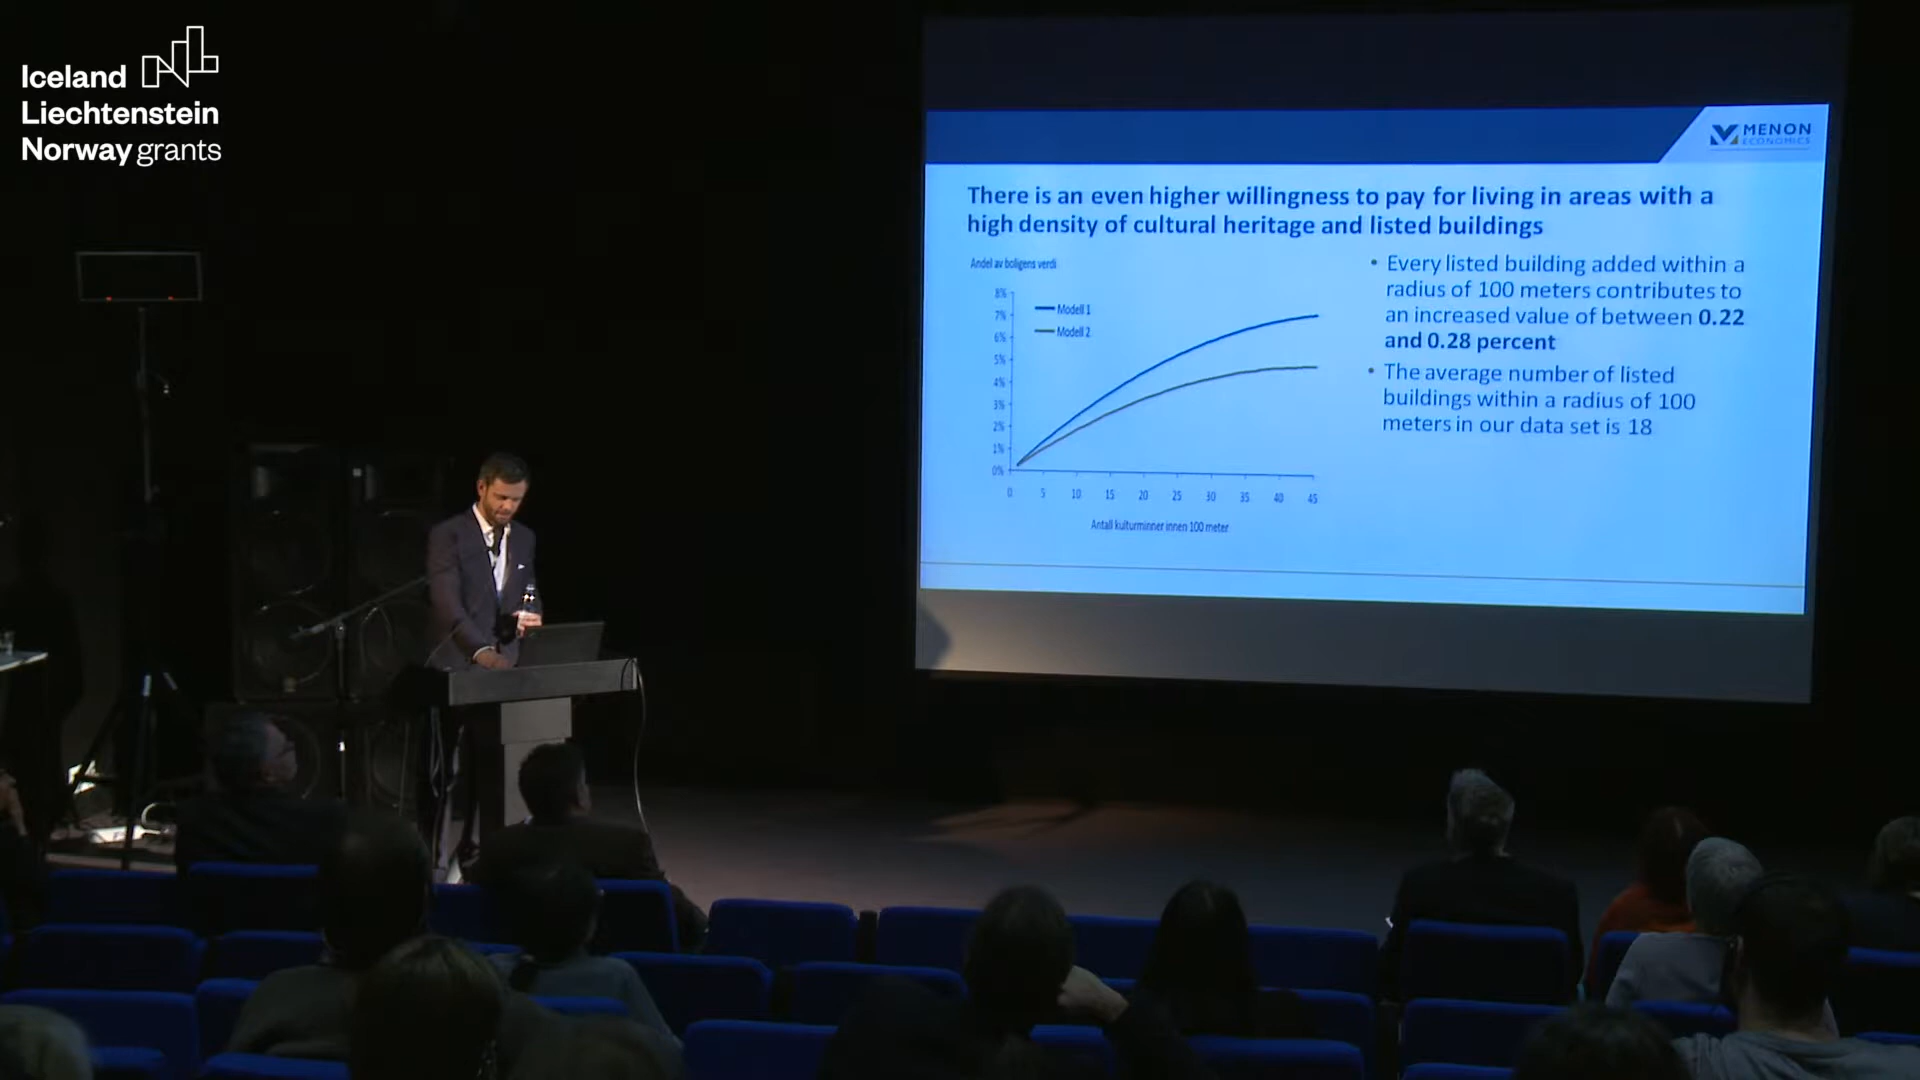 Iceland
Liechtenstein
Norway grants
MENON
ECONOMICS
There is an even higher willingness to pay for living in areas with a
high density of cultural heritage and listed buildings
Andel av boligens verdi
8%
7%
6%
5%
4%
3%
2%
1%
0%
Modell 1
Modell 2
0 5 10 15 20 25 30 35 40 45
Antall kulturminner innen 100 meter
• Every listed building added within a
radius of 100 meters contributes to
an increased value of between 0.22
and 0.28 percent
• The average number of listed
buildings within a radius of 100
meters in our data set is 18